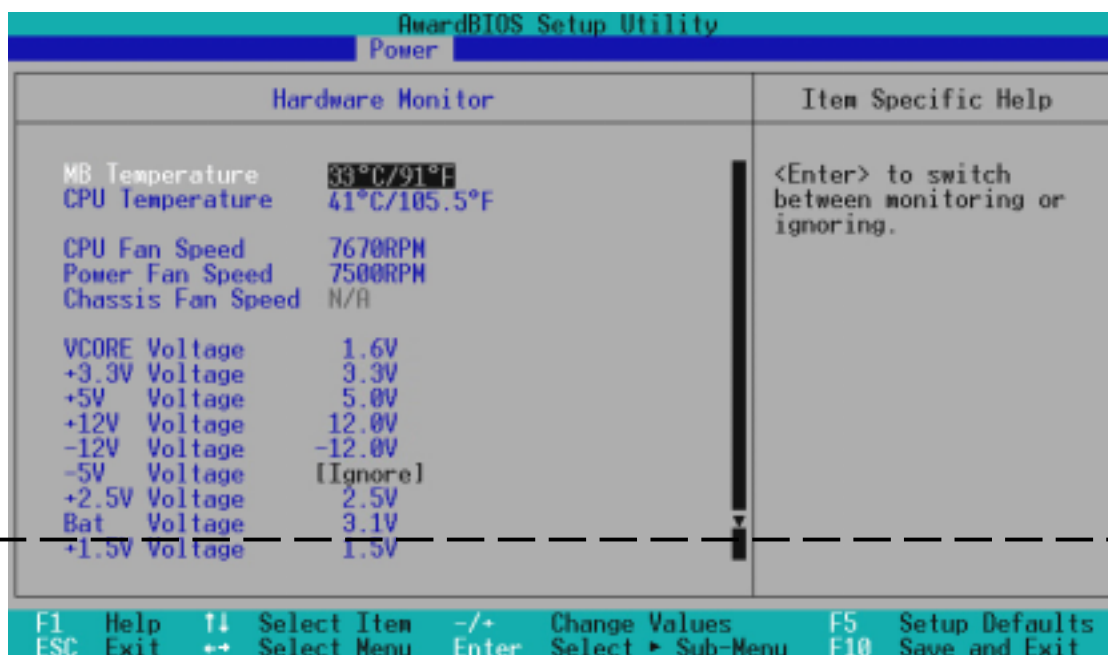 AwardBIOS Setup Utility
Power
Hardware Monitor
Item Specific Help
MB Temperature 33°C/91°F
CPU Temperature 41°C/105.5°F
CPU Fan Speed 7670RPM
Power Fan Speed 7500RPM
Chassis Fan Speed N/A
VCORE Voltage 1.6V
+3.3V Voltage 3.3V
+5V Voltage 5.0V
+12V Voltage 12.0V
-12V Voltage -12.0V
-5V Voltage [Ignore]
+2.5V Voltage 2.5V
Bat Voltage 3.1V
+1.5V Voltage 1.5V
<Enter> to switch
between monitoring or
ignoring.
F1 Help ↑↓ Select Item -/+ Change Values F5 Setup Defaults
ESC Exit ←→ Select Menu Enter Select ► Sub-Menu F10 Save and Exit